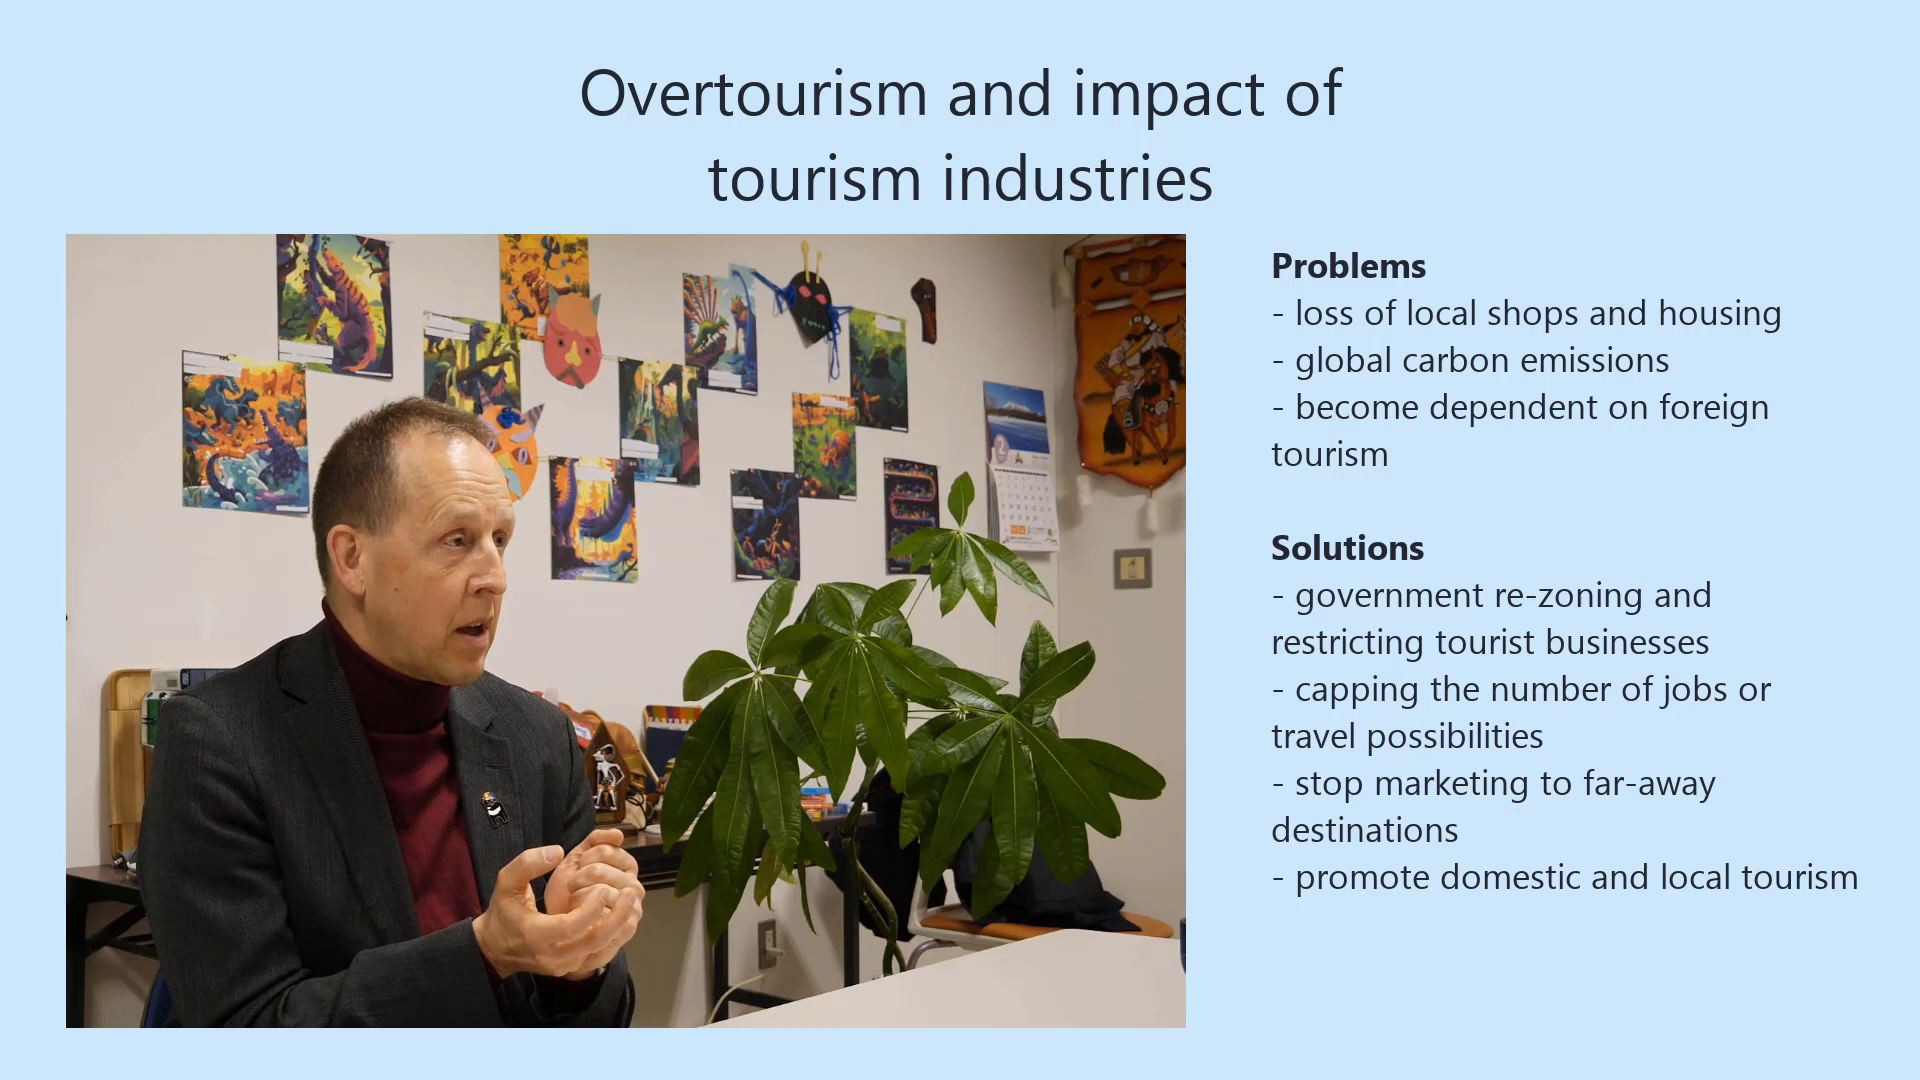 Overtourism and impact of
tourism industries
Problems
- loss of local shops and housing
- global carbon emissions
- become dependent on foreign
tourism
Solutions
- government re-zoning and
restricting tourist businesses
- capping the number of jobs or
travel possibilities
- stop marketing to far-away
destinations
- promote domestic and local tourism